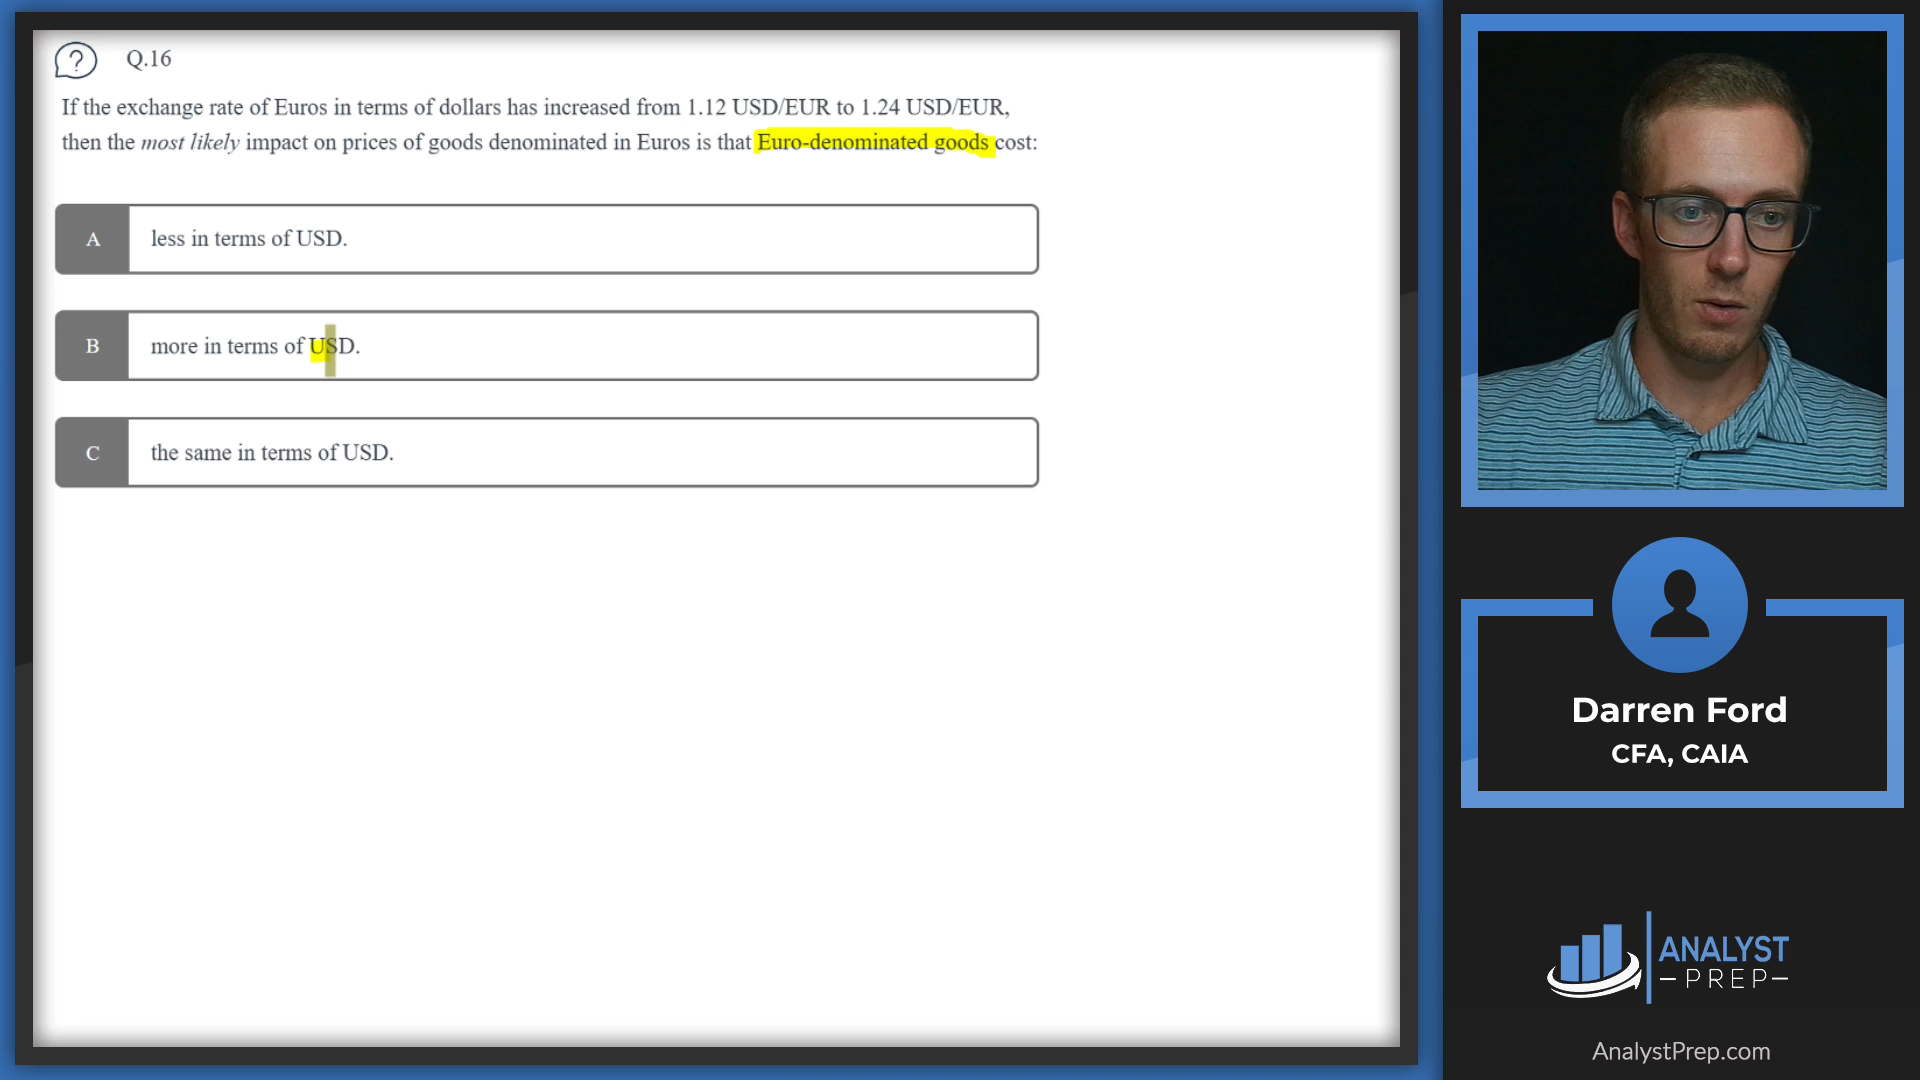 ?
Q.16
If the exchange rate of Euros in terms of dollars has increased from 1.12 USD/EUR to 1.24 USD/EUR,
then the most likely impact on prices of goods denominated in Euros is that Euro-denominated goods cost:
A
less in terms of USD.
B
more in terms of USD.
C
the same in terms of USD.
Darren Ford
CFA, CAIA
ANALYST
PREP
AnalystPrep.com